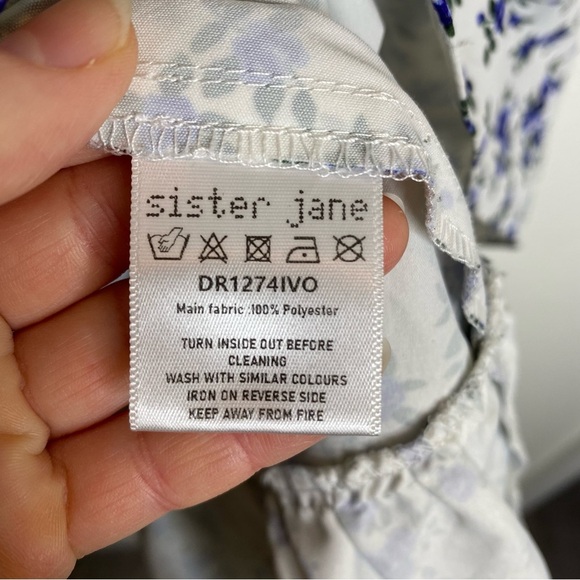 sister jane
DR1274IVO
Main fabric :100% Polyester
TURN INSIDE OUT BEFORE
CLEANING
WASH WITH SIMILAR COLOURS
IRON ON REVERSE SIDE
KEEP AWAY FROM FIRE